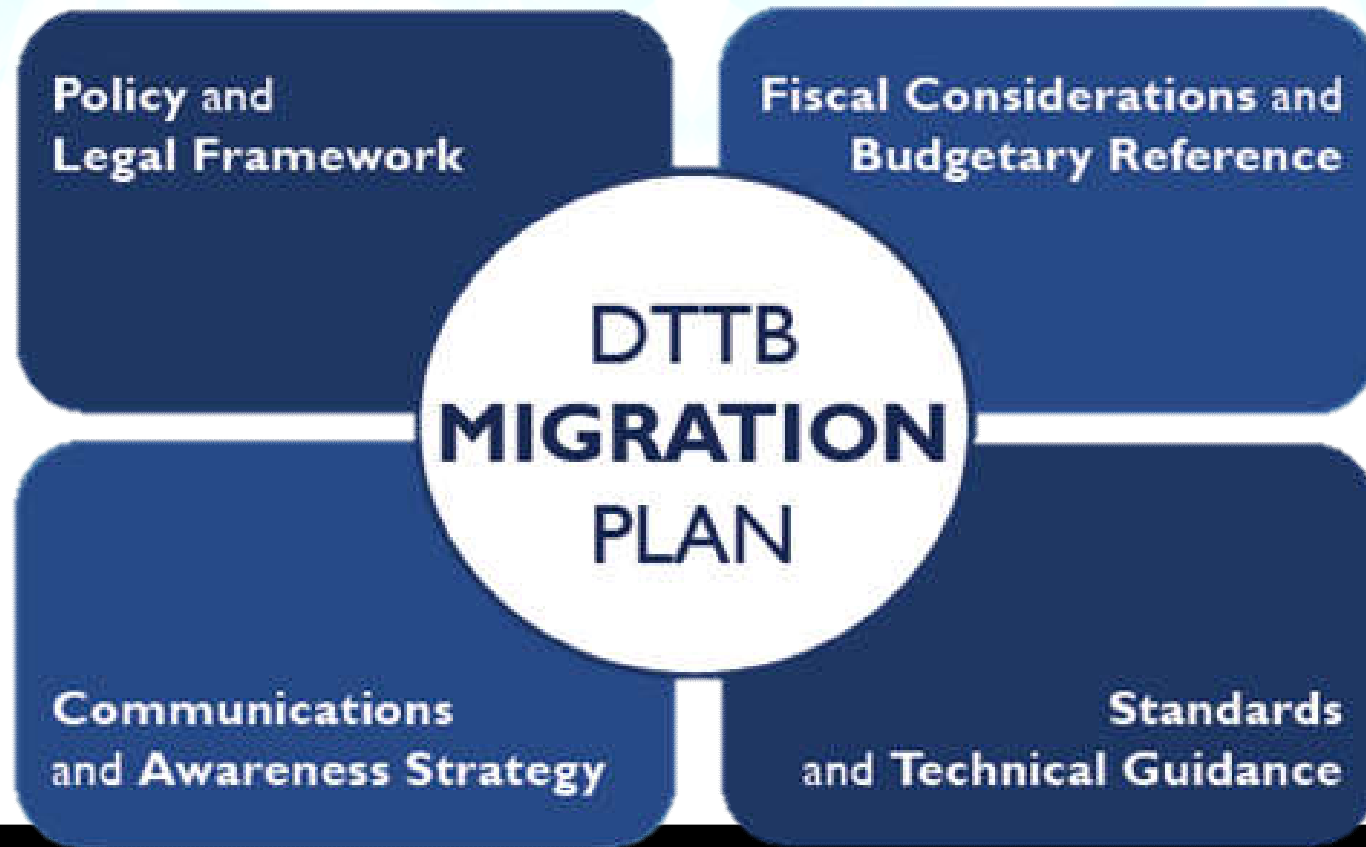 Policy and
Legal Framework
Fiscal Considerations and
Budgetary Reference
DTTB
MIGRATION
PLAN
Communications
and Awareness Strategy
Standards
and Technical Guidance